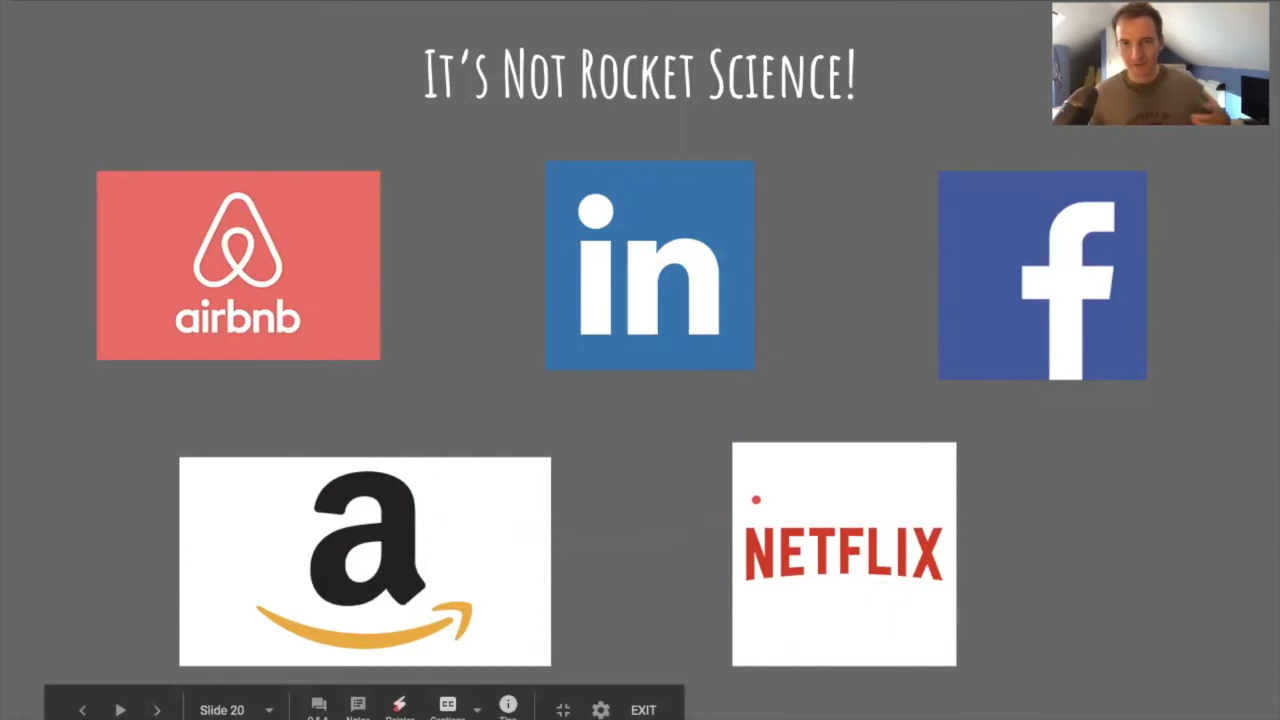 It's Not Rocket Science!
airbnb
in
f
a
NETFLIX
Slide 20
EXIT